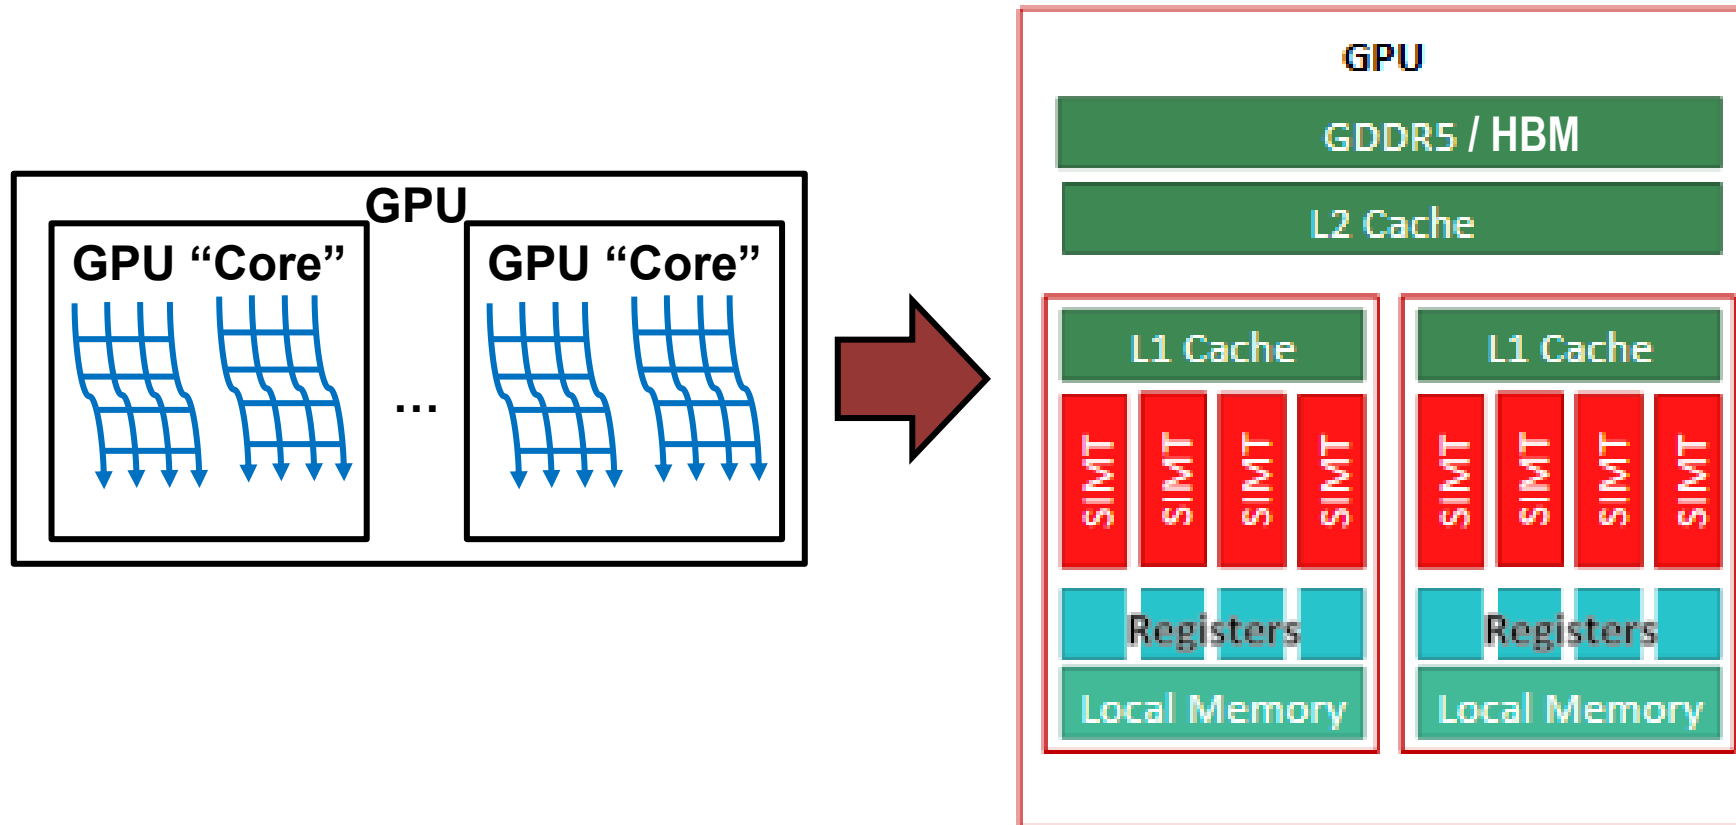 GPU
GPU “Core”
GPU “Core”
...
GPU
GDDR5 / HBM
L2 Cache
L1 Cache
SIMT
SIMT
SIMT
SIMT
Registers
Local Memory
L1 Cache
SIMT
SIMT
SIMT
SIMT
Registers
Local Memory